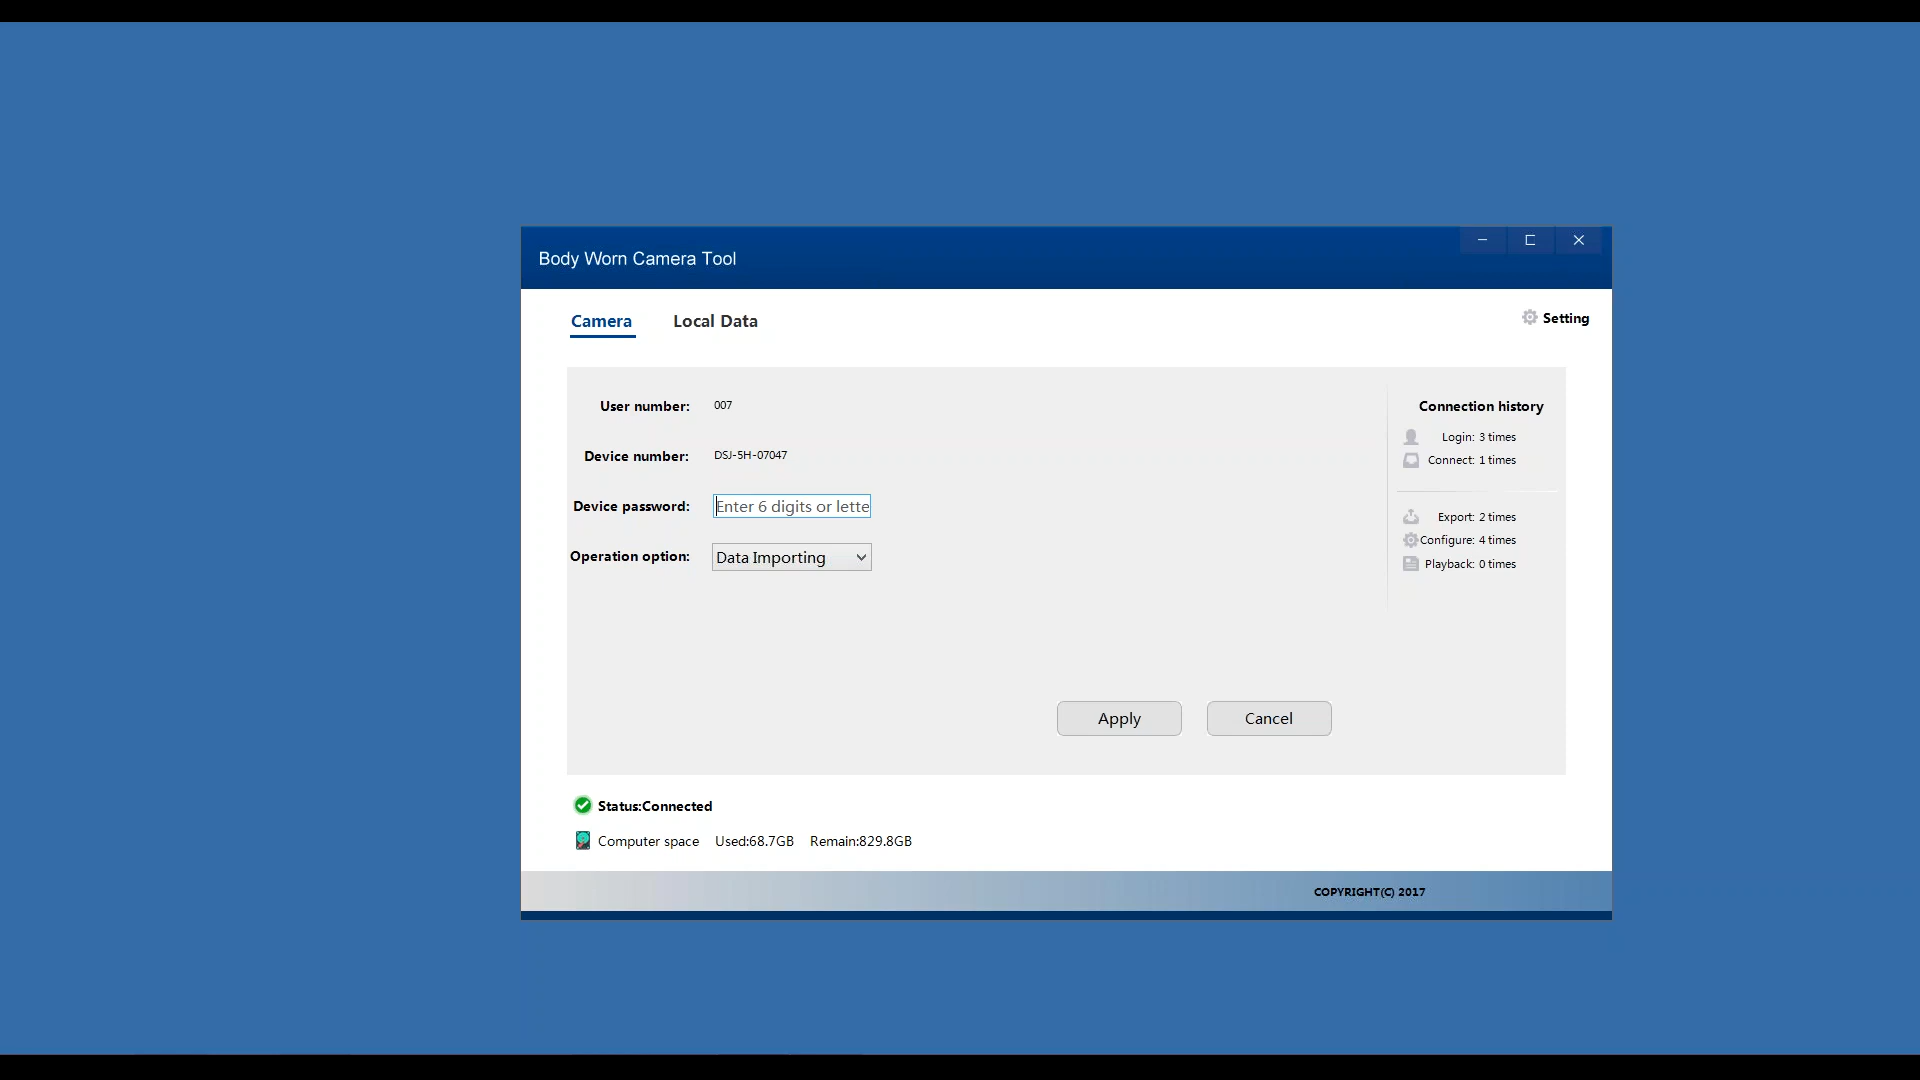 Body Worn Camera Tool
Camera
Local Data
Setting
User number: 007
Device number: DSJ-5H-07047
Device password: Enter 6 digits or lette
Operation option: Data Importing
Connection history
Login: 3 times
Connect: 1 times
Export: 2 times
Configure: 4 times
Playback: 0 times
Apply
Cancel
Status:Connected
Computer space Used:68.7GB Remain:829.8GB
COPYRIGHT(C) 2017